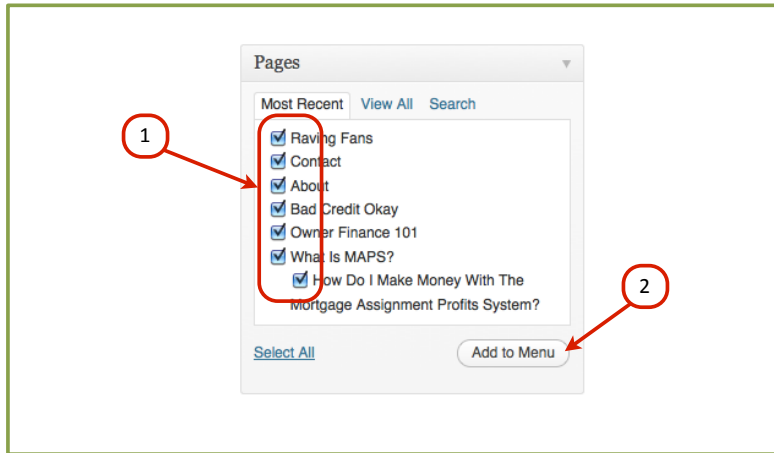 Pages
Most Recent View All Search
1
Raving Fans
Contact
About
Bad Credit Okay
Owner Finance 101
What Is MAPS?
How Do I Make Money With The
Mortgage Assignment Profits System?
2
Select All Add to Menu